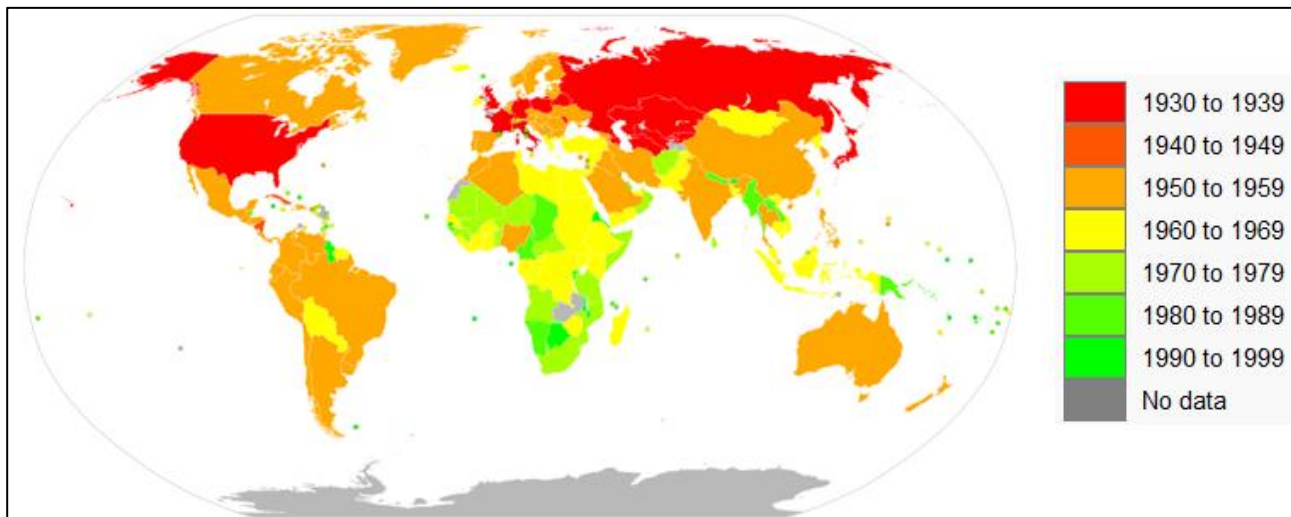 1930 to 1939
1940 to 1949
1950 to 1959
1960 to 1969
1970 to 1979
1980 to 1989
1990 to 1999
No data